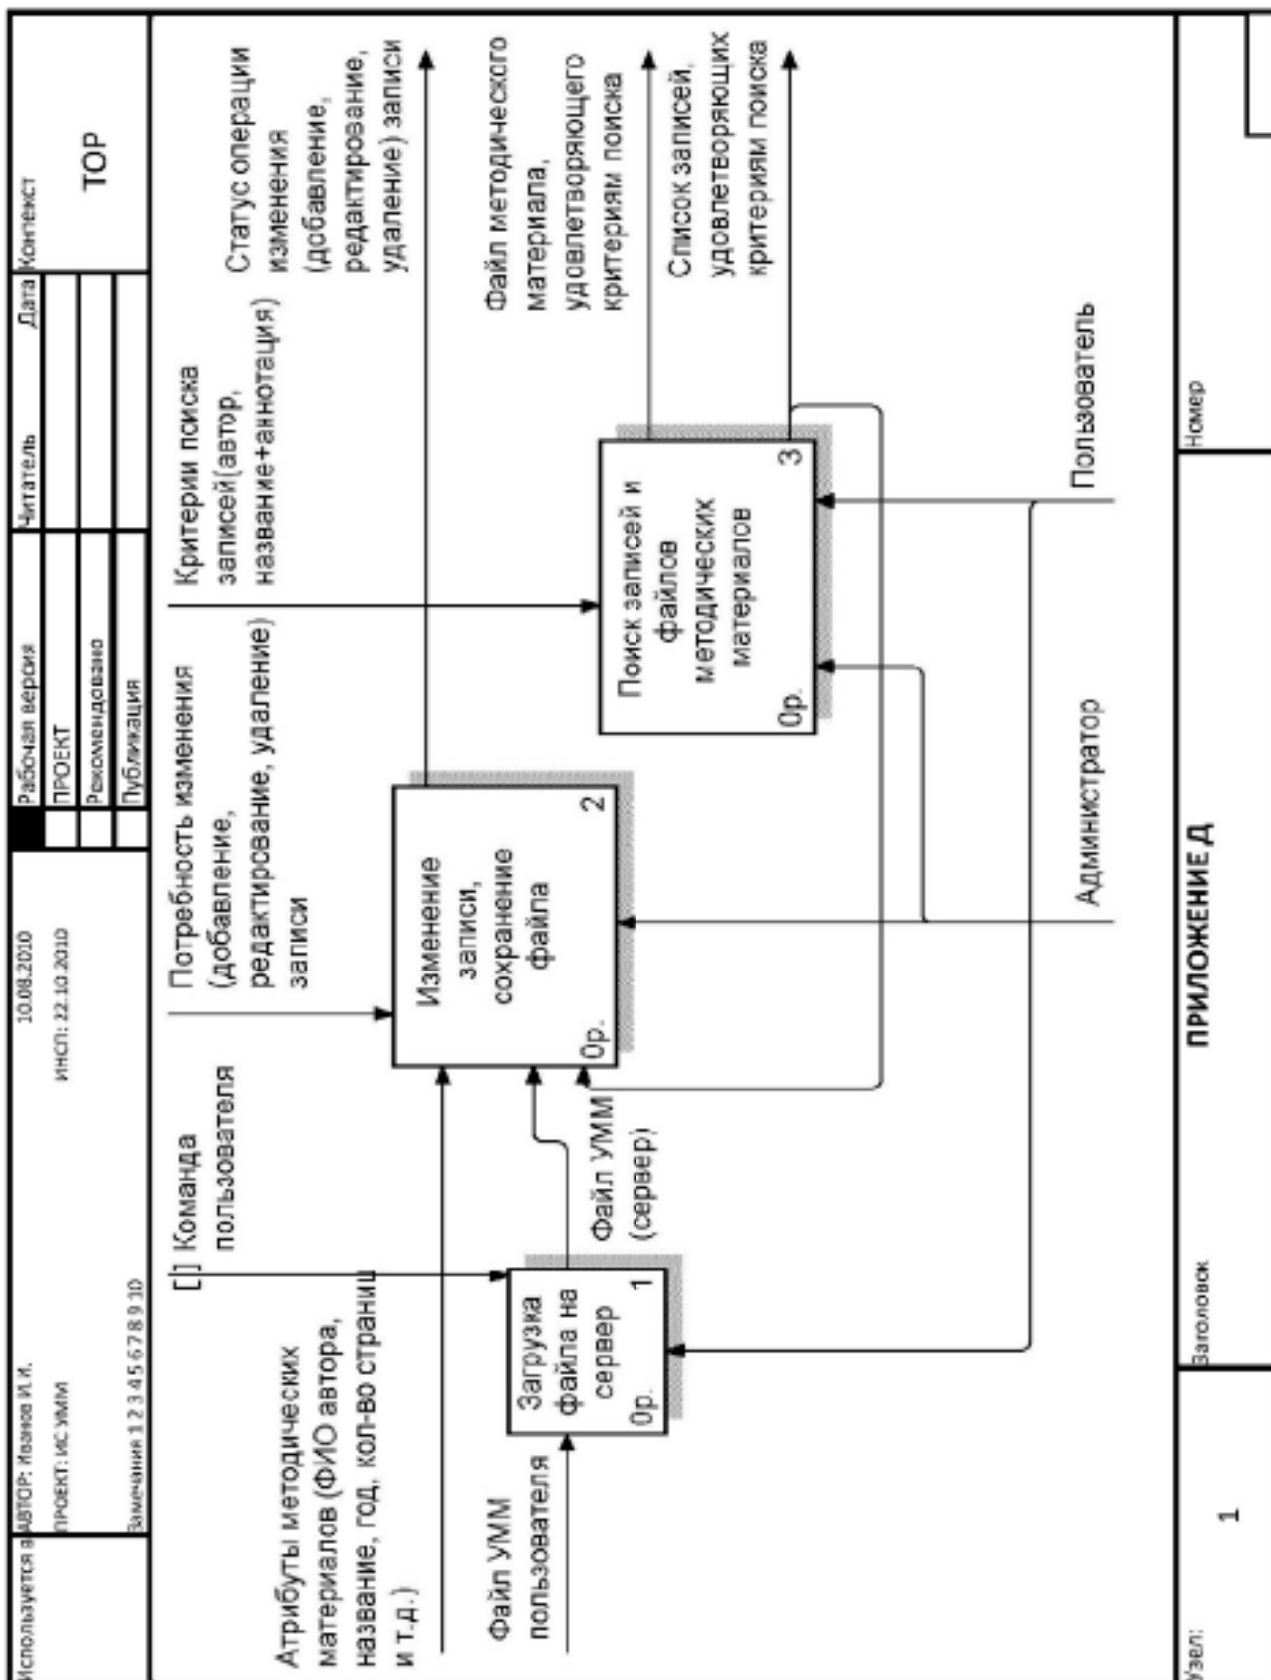 Используется в
АВТОР: Иванов И.И.
10.08.2010
ПРОЕКТ: ИС УММ
ИНСП: 22.10.2010
Замечания 1 2 3 4 5 6 7 8 9 10
Рабочая версия
ПРОЕКТ
Рекомендовано
Публикация
Читатель
Дата
Контекст
TOP
[ ] Команда
пользователя
Потребность изменения
(добавление,
редактирование, удаление)
записи
Критерии поиска
записей(автор,
название+аннотация)
Статус операции
изменения
(добавление,
редактирование,
удаление) записи
Атрибуты методических
материалов (ФИО автора,
название, год, кол-во страниц
и т.д.)
Файл УММ
пользователя
Загрузка
файла на
сервер
0р.
1
Файл УММ
(сервер)
Изменение
записи,
сохранение
файла
0р.
2
Поиск записей и
файлов
методических
материалов
0р.
3
Файл методического
материала,
удовлетворяющего
критериям поиска
Список записей,
удовлетворяющих
критериям поиска
Администратор
Пользователь
Узел:
1
Заголовок
ПРИЛОЖЕНИЕ Д
Номер